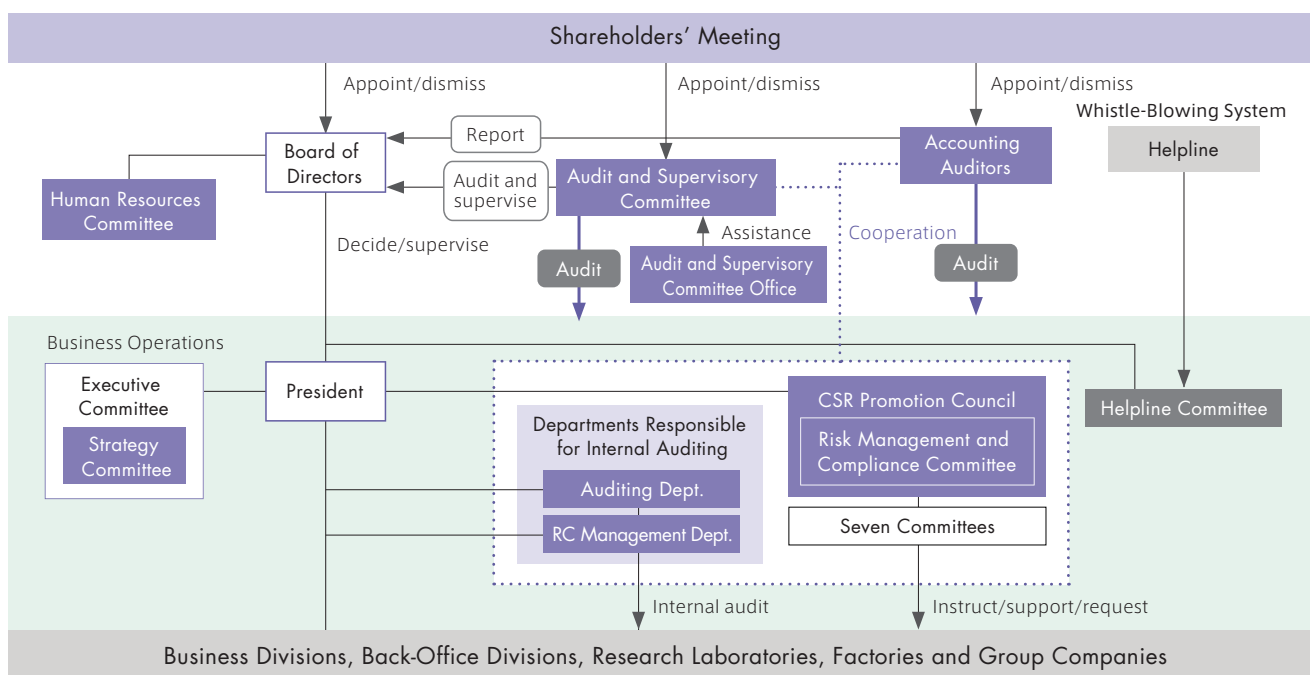 Shareholders’ Meeting
Appoint/dismiss
Appoint/dismiss
Appoint/dismiss
Whistle-Blowing System
Helpline
Report
Accounting
Auditors
Board of
Directors
Audit and
supervise
Audit and Supervisory
Committee
Human Resources
Committee
Decide/supervise
Assistance
Cooperation
Audit
Audit and Supervisory
Committee Office
Audit
Business Operations
Executive
Committee
Strategy
Committee
President
CSR Promotion Council
Risk Management and
Compliance Committee
Helpline Committee
Departments Responsible
for Internal Auditing
Auditing Dept.
RC Management Dept.
Seven Committees
Internal audit
Instruct/support/request
Business Divisions, Back-Office Divisions, Research Laboratories, Factories and Group Companies